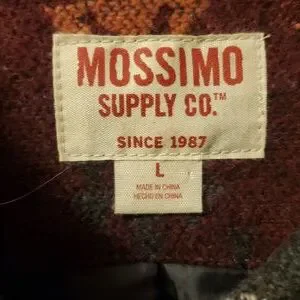 MOSSIMO
SUPPLY CO.™
SINCE 1987
L
MADE IN CHINA
HECHO EN CHINA